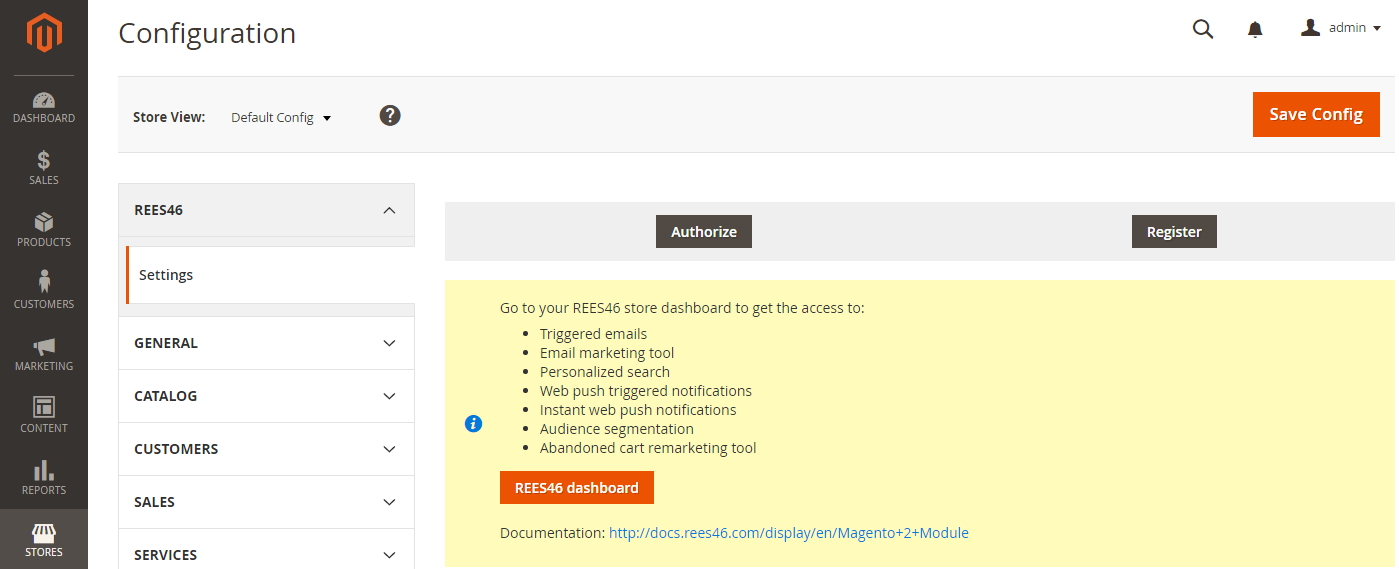 Configuration
admin
DASHBOARD
SALES
PRODUCTS
CUSTOMERS
MARKETING
CONTENT
REPORTS
STORES
Store View: Default Config
Save Config
REES46
Settings
GENERAL
CATALOG
CUSTOMERS
SALES
SERVICES
Authorize
Register
Go to your REES46 store dashboard to get the access to:
Triggered emails
Email marketing tool
Personalized search
Web push triggered notifications
Instant web push notifications
Audience segmentation
Abandoned cart remarketing tool
REES46 dashboard
Documentation: http://docs.rees46.com/display/en/Magento+2+Module